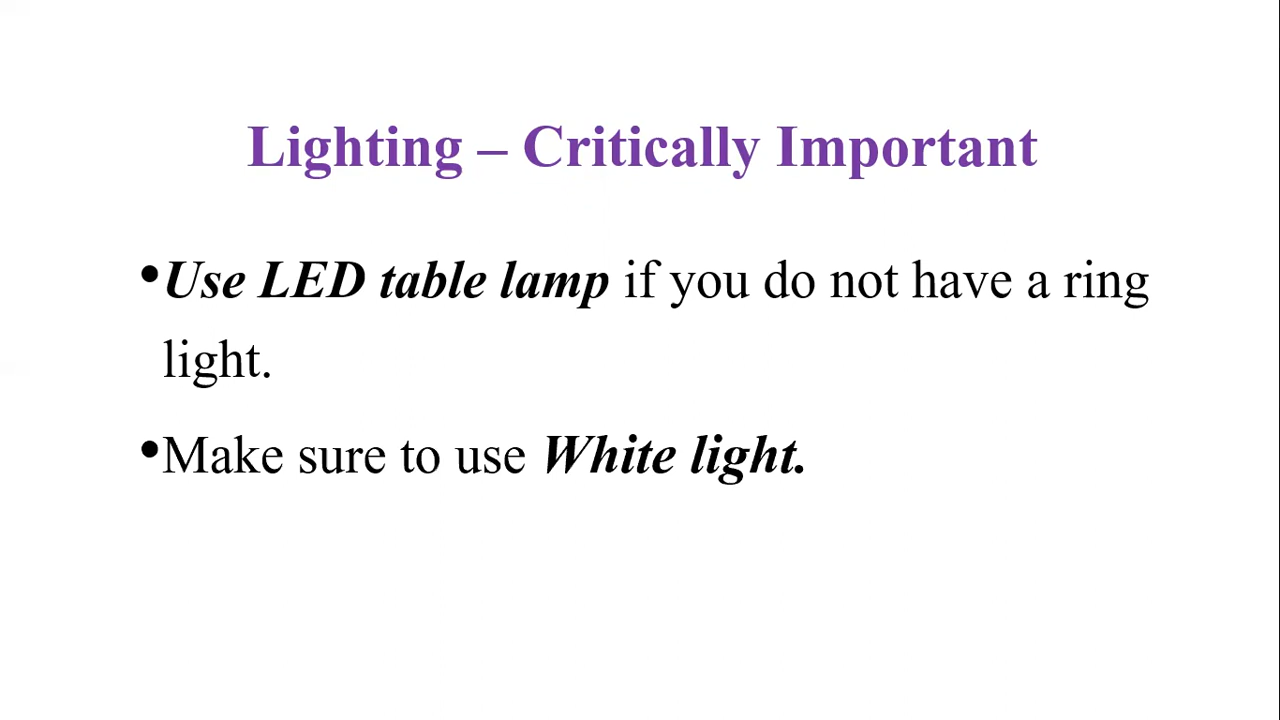 Lighting – Critically Important
•Use LED table lamp if you do not have a ring
light.
•Make sure to use White light.